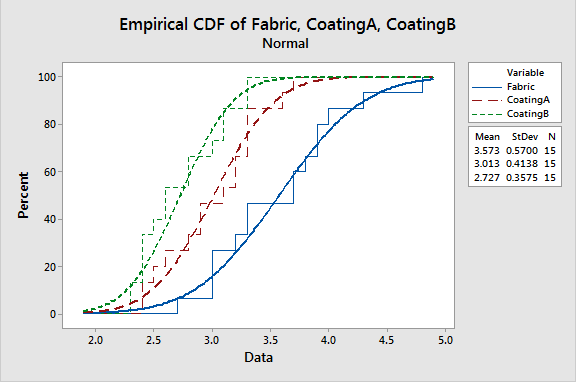 Empirical CDF of Fabric, CoatingA, CoatingB
Normal
Percent
100
80
60
40
20
0
2.0 2.5 3.0 3.5 4.0 4.5 5.0
Data
Variable
Fabric
CoatingA
CoatingB
Mean StDev N
3.573 0.5700 15
3.013 0.4138 15
2.727 0.3575 15